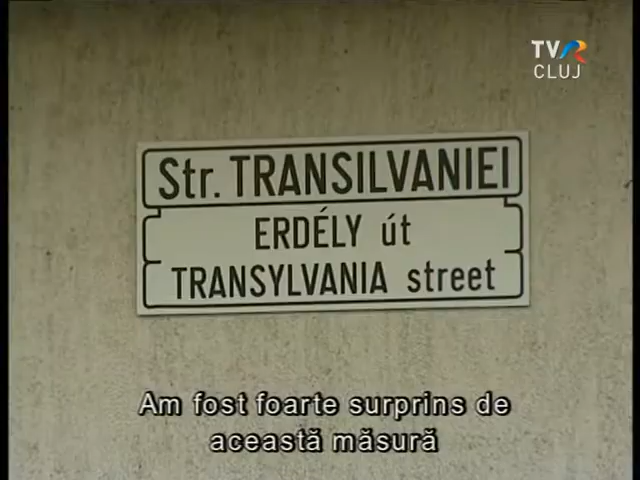 TVR
CLUJ
Str. TRANSILVANIEI
ERDÉLY út
TRANSYLVANIA street
Am fost foarte surprins de
această măsură